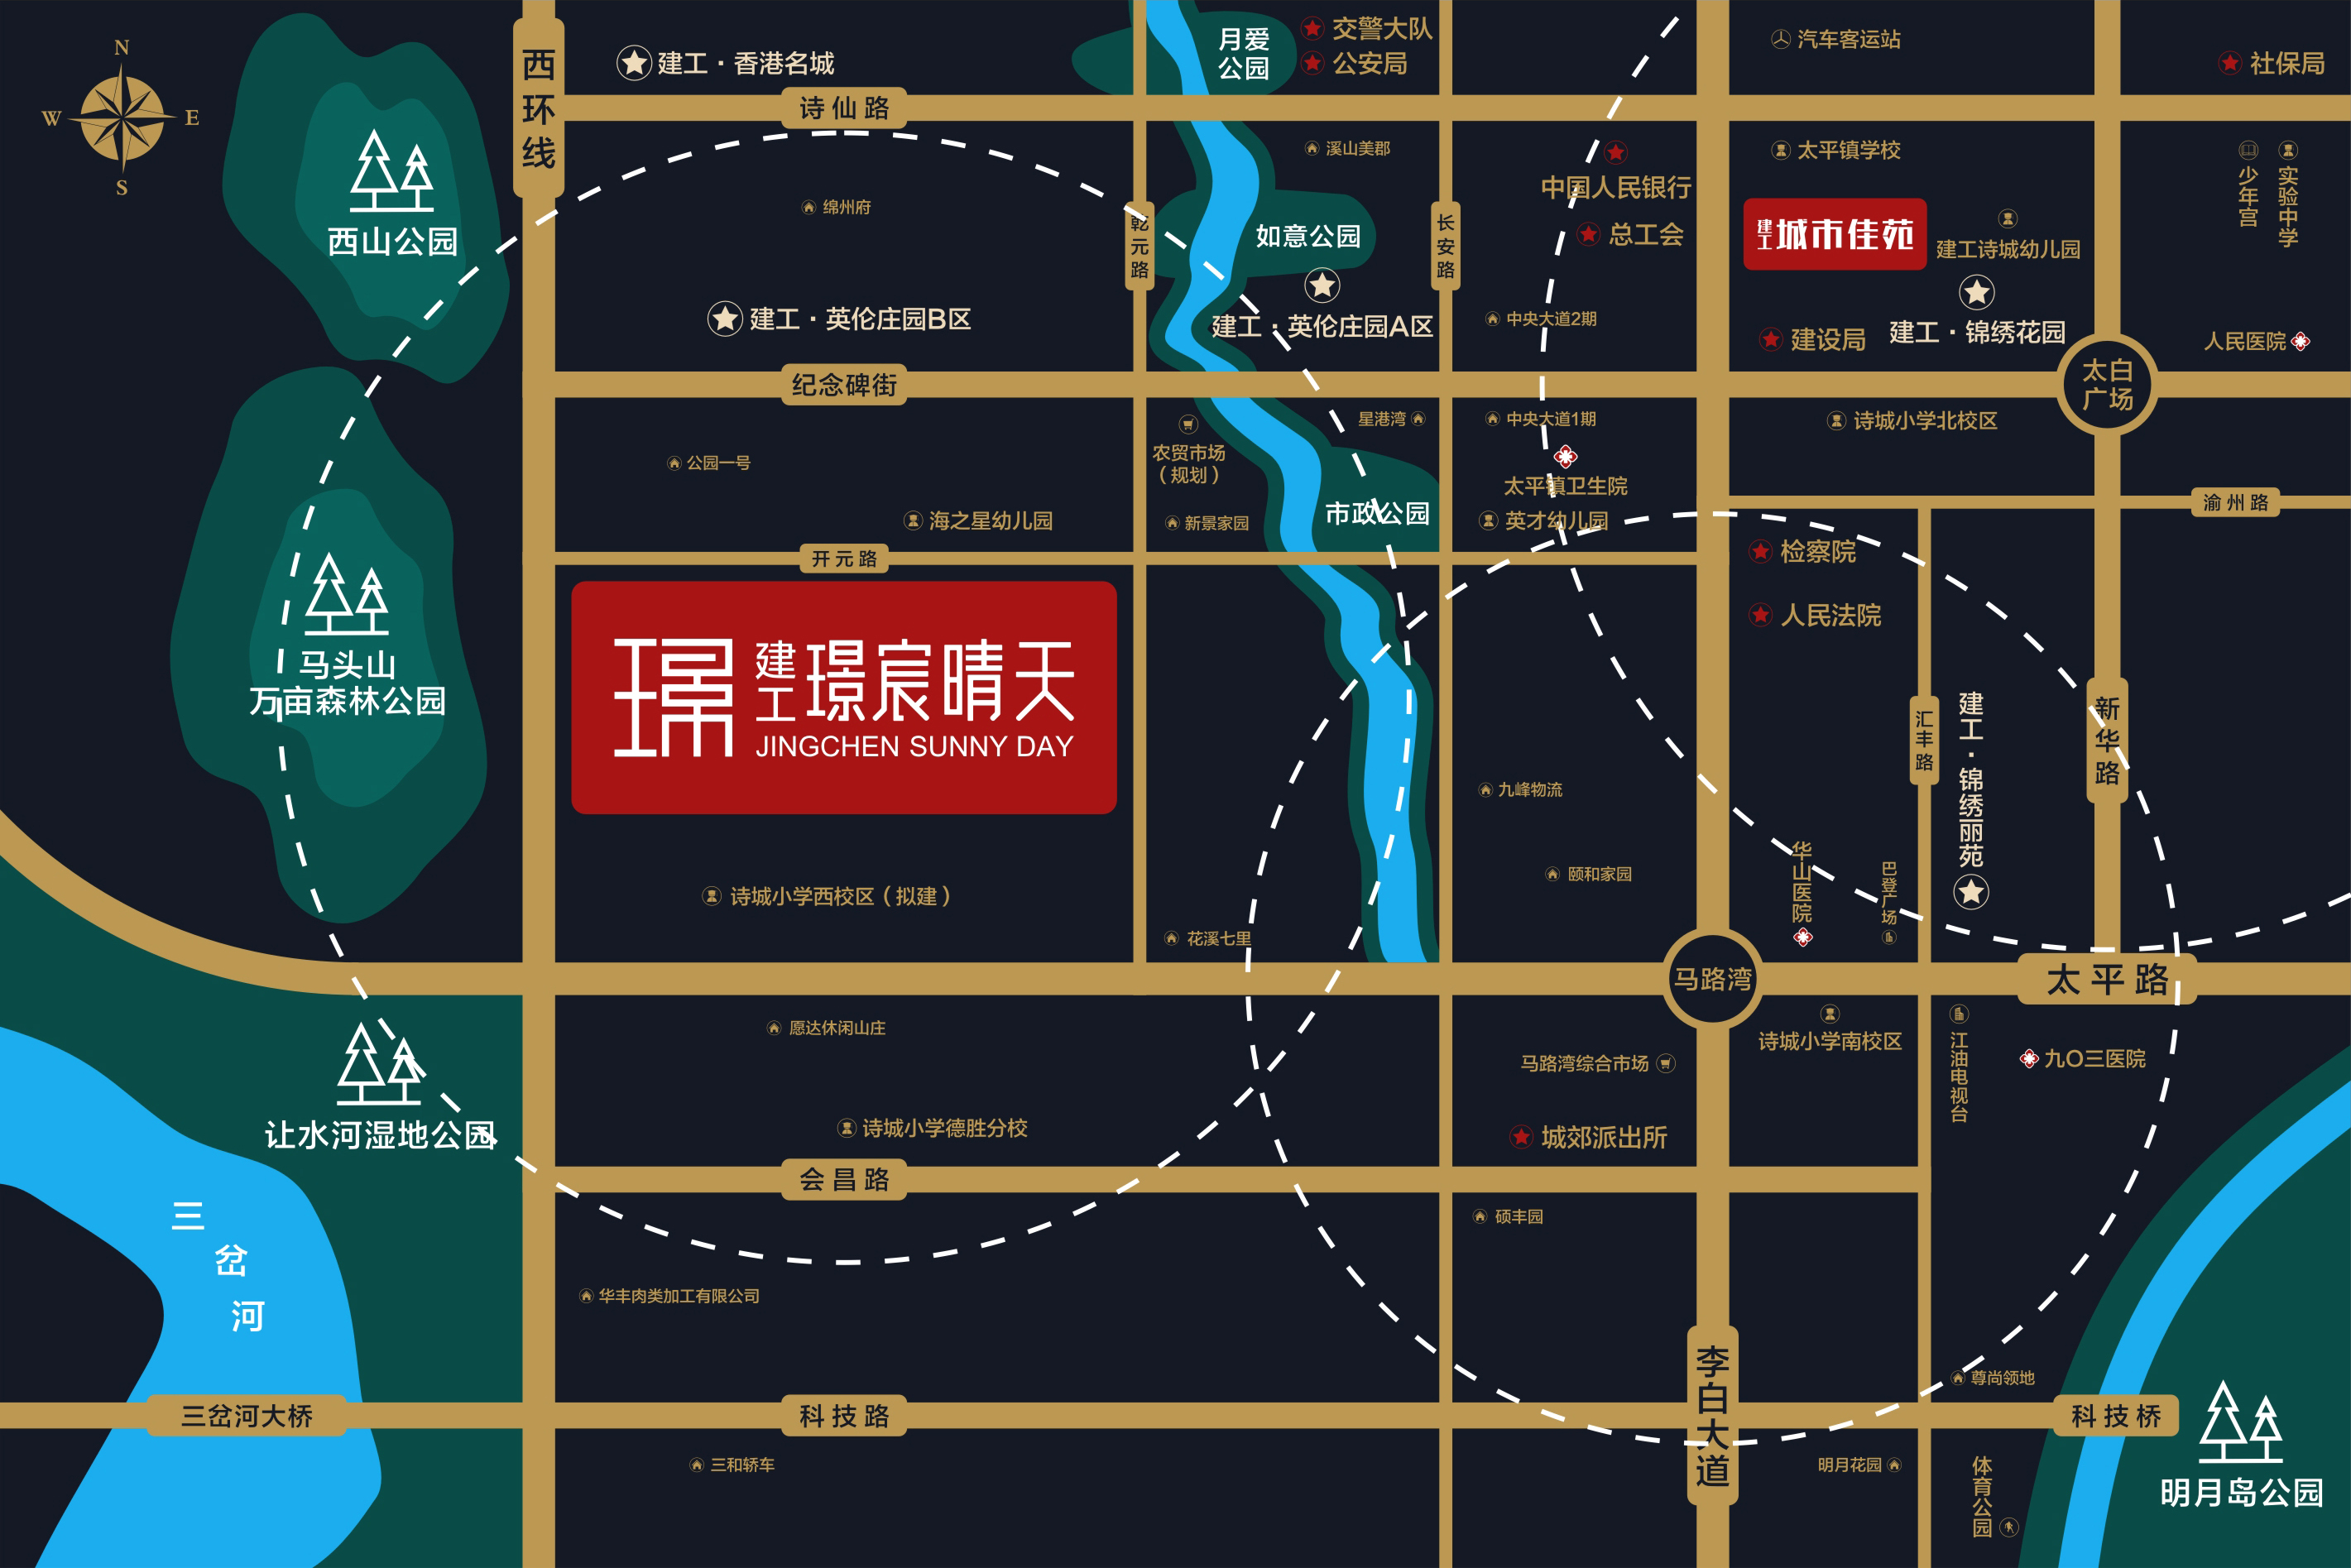 N
W
E
S
西环线
建工·香港名城
月爱
公园
交警大队
公安局
汽车客运站
社保局
诗仙路
溪山美郡
中国人民银行
总工会
太平镇学校
少年宫
实验中学
西山公园
绵州府
乾元路
如意公园
长安路
建工
城市佳苑
建工诗城幼儿园
建工·英伦庄园B区
建工·英伦庄园A区
中央大道2期
建设局
建工·锦绣花园
人民医院
纪念碑街
太白
广场
公园一号
农贸市场
（规划）
星港湾
中央大道1期
诗城小学北校区
太平镇卫生院
市政公园
渝州路
海之星幼儿园
新景家园
英才幼儿园
开元路
检察院
人民法院
马头山
万亩森林公园
璟
建工
璟宸晴天
JINGCHEN SUNNY DAY
汇丰路
建工·锦绣丽苑
新华路
九峰物流
颐和家园
华山医院
巴登广场
诗城小学西校区（拟建）
花溪七里
马路湾
太平路
愿达休闲山庄
马路湾综合市场
诗城小学南校区
江油电视台
九〇三医院
让水河湿地公园
诗城小学德胜分校
城郊派出所
会昌路
三岔河
硕丰园
华丰肉类加工有限公司
李白大道
尊尚领地
三岔河大桥
科技路
科技桥
三和轿车
明月花园
体育公园
明月岛公园